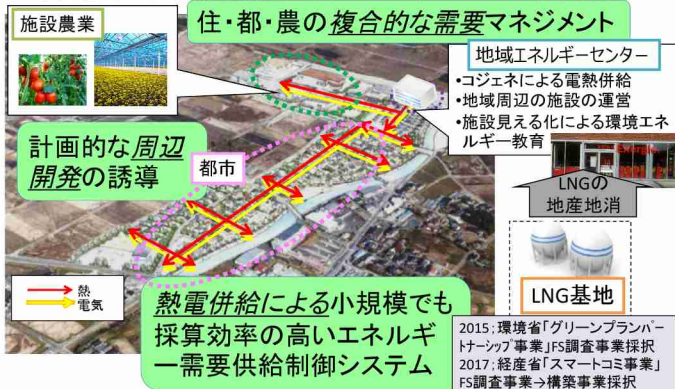 住・都・農の複合的な需要マネジメント
施設農業
地域エネルギーセンター
•コジェネによる電熱併給
•地域周辺の施設の運営
•施設見える化による環境エネ
ルギー教育
計画的な周辺
開発の誘導
都市
LNGの
地産地消
LNG基地
熱
電気
熱電併給による小規模でも
採算効率の高いエネルギ
ー需要供給制御システム
2015;環境省「グリーンプランパー
トナーシップ事業」FS調査事業採択
2017;経産省「スマートコミ事業」
FS調査事業→構築事業採択